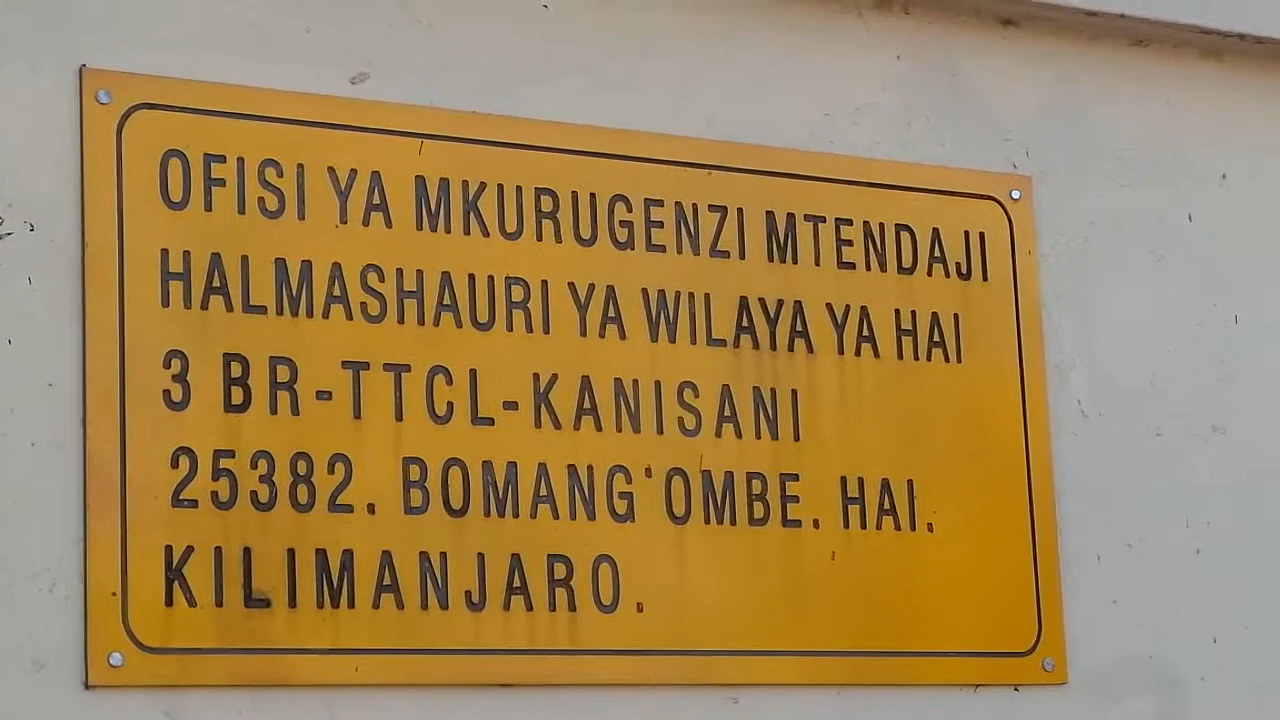 OFISI YA MKURUGENZI MTENDAJI
HALMASHAURI YA WILAYA YA HAI
3 BR-TTCL-KANISANI
25382. BOMANG'OMBE. HAI.
KILIMANJARO.